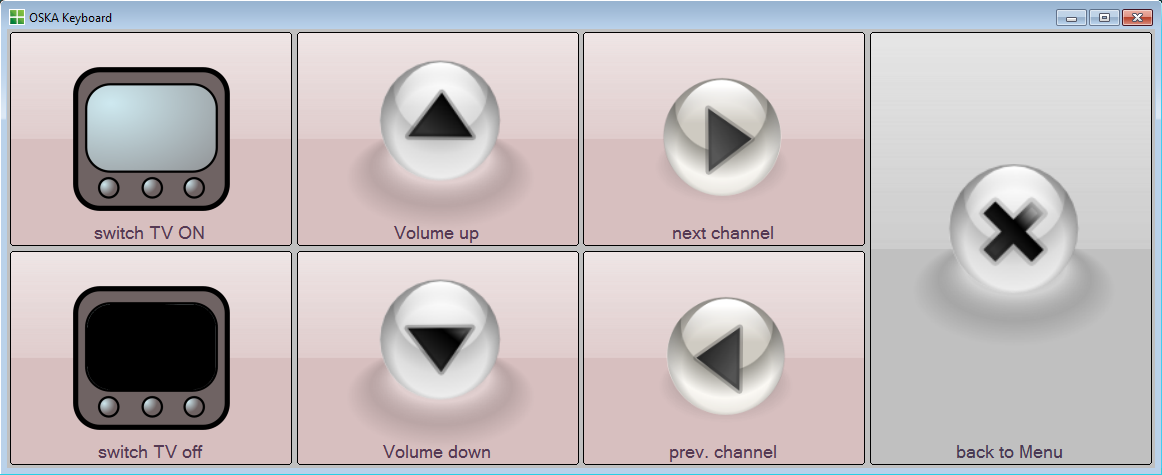 OSKA Keyboard
switch TV ON
Volume up
next channel
switch TV off
Volume down
prev. channel
back to Menu